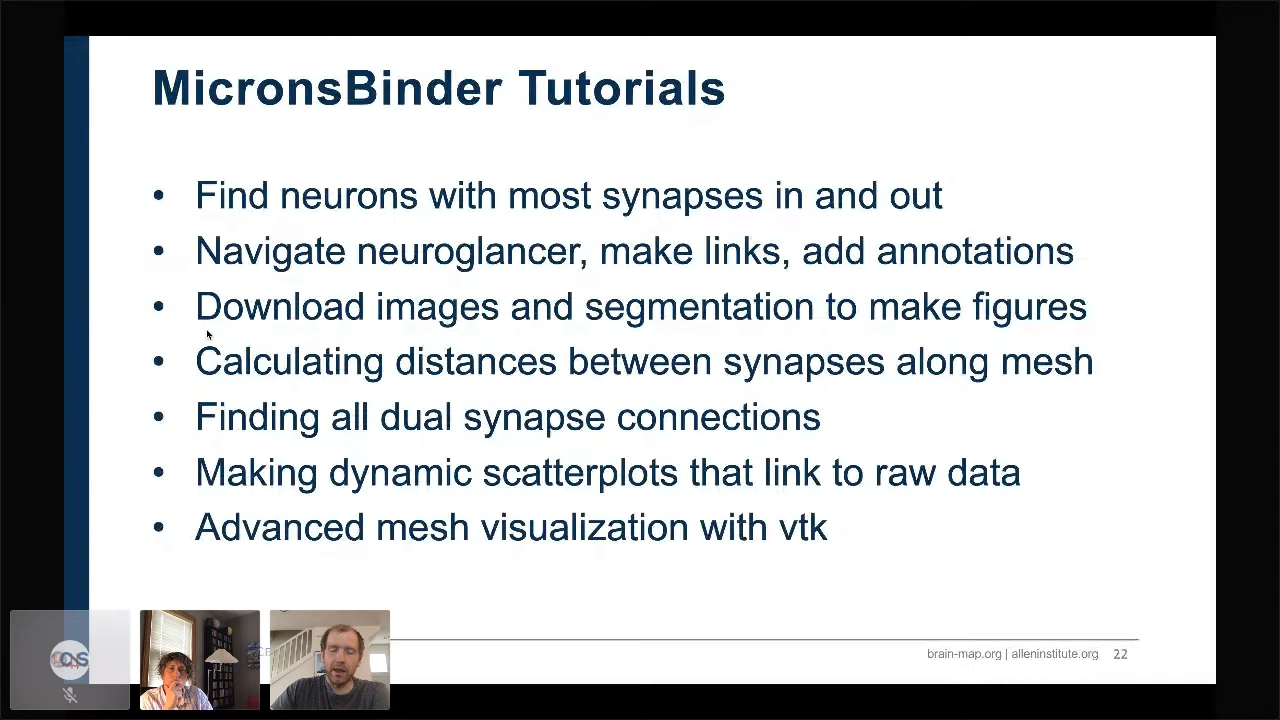 MicronsBinder Tutorials
• Find neurons with most synapses in and out
• Navigate neuroglancer, make links, add annotations
• Download images and segmentation to make figures
• Calculating distances between synapses along mesh
• Finding all dual synapse connections
• Making dynamic scatterplots that link to raw data
• Advanced mesh visualization with vtk
brain-map.org | alleninstitute.org 22